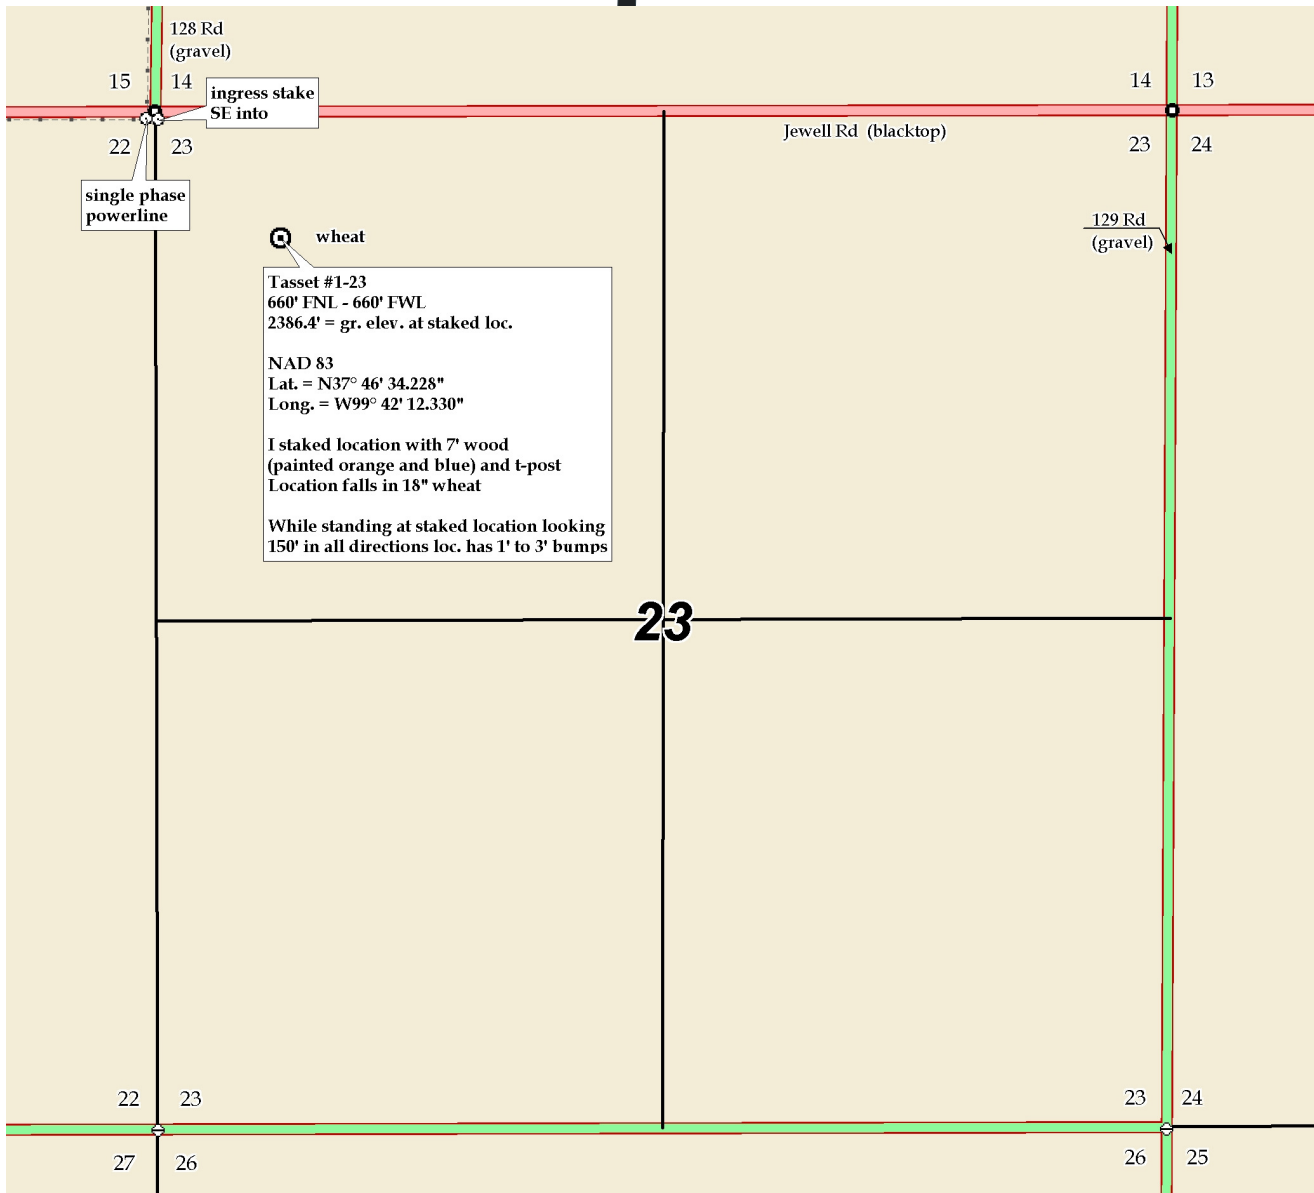 128 Rd
(gravel)
15 14
14 13
ingress stake
SE into
Jewell Rd (blacktop)
22 23
23 24
single phase
powerline
129 Rd
(gravel)
wheat
Tasset #1-23
660' FNL - 660' FWL
2386.4' = gr. elev. at staked loc.
NAD 83
Lat. = N37° 46' 34.228"
Long. = W99° 42' 12.330"
I staked location with 7' wood
(painted orange and blue) and t-post
Location falls in 18" wheat
While standing at staked location looking
150' in all directions loc. has 1' to 3' bumps
23
22 23
23 24
27 26
26 25